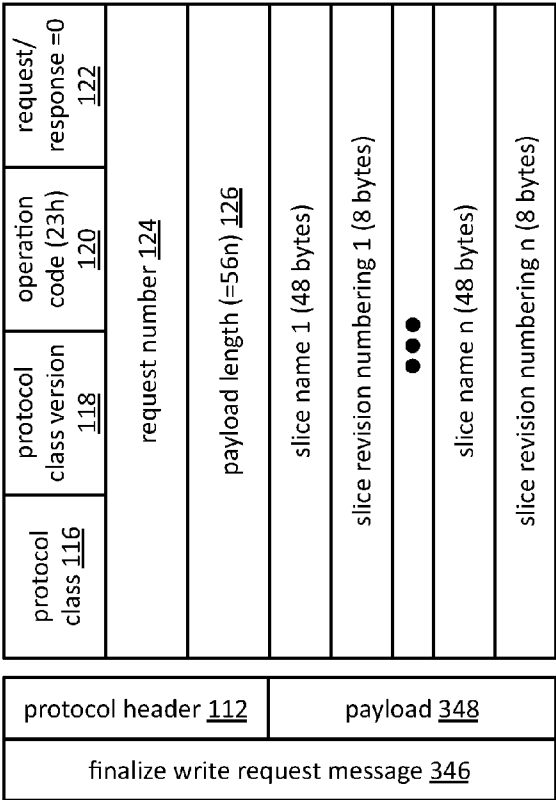 protocol
class 116
protocol
class version
118
operation
code (23h)
120
request/
response =0
122
request number 124
payload length (=56n) 126
slice name 1 (48 bytes)
slice revision numbering 1 (8 bytes)
●●●
slice name n (48 bytes)
slice revision numbering n (8 bytes)
protocol header 112
payload 348
finalize write request message 346